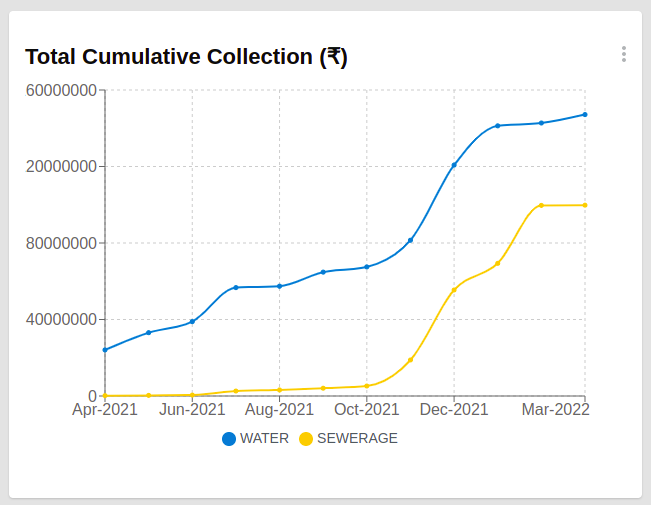 Total Cumulative Collection (₹)
60000000
20000000
80000000
40000000
0
Apr-2021 Jun-2021 Aug-2021 Oct-2021 Dec-2021 Mar-2022
WATER SEWERAGE